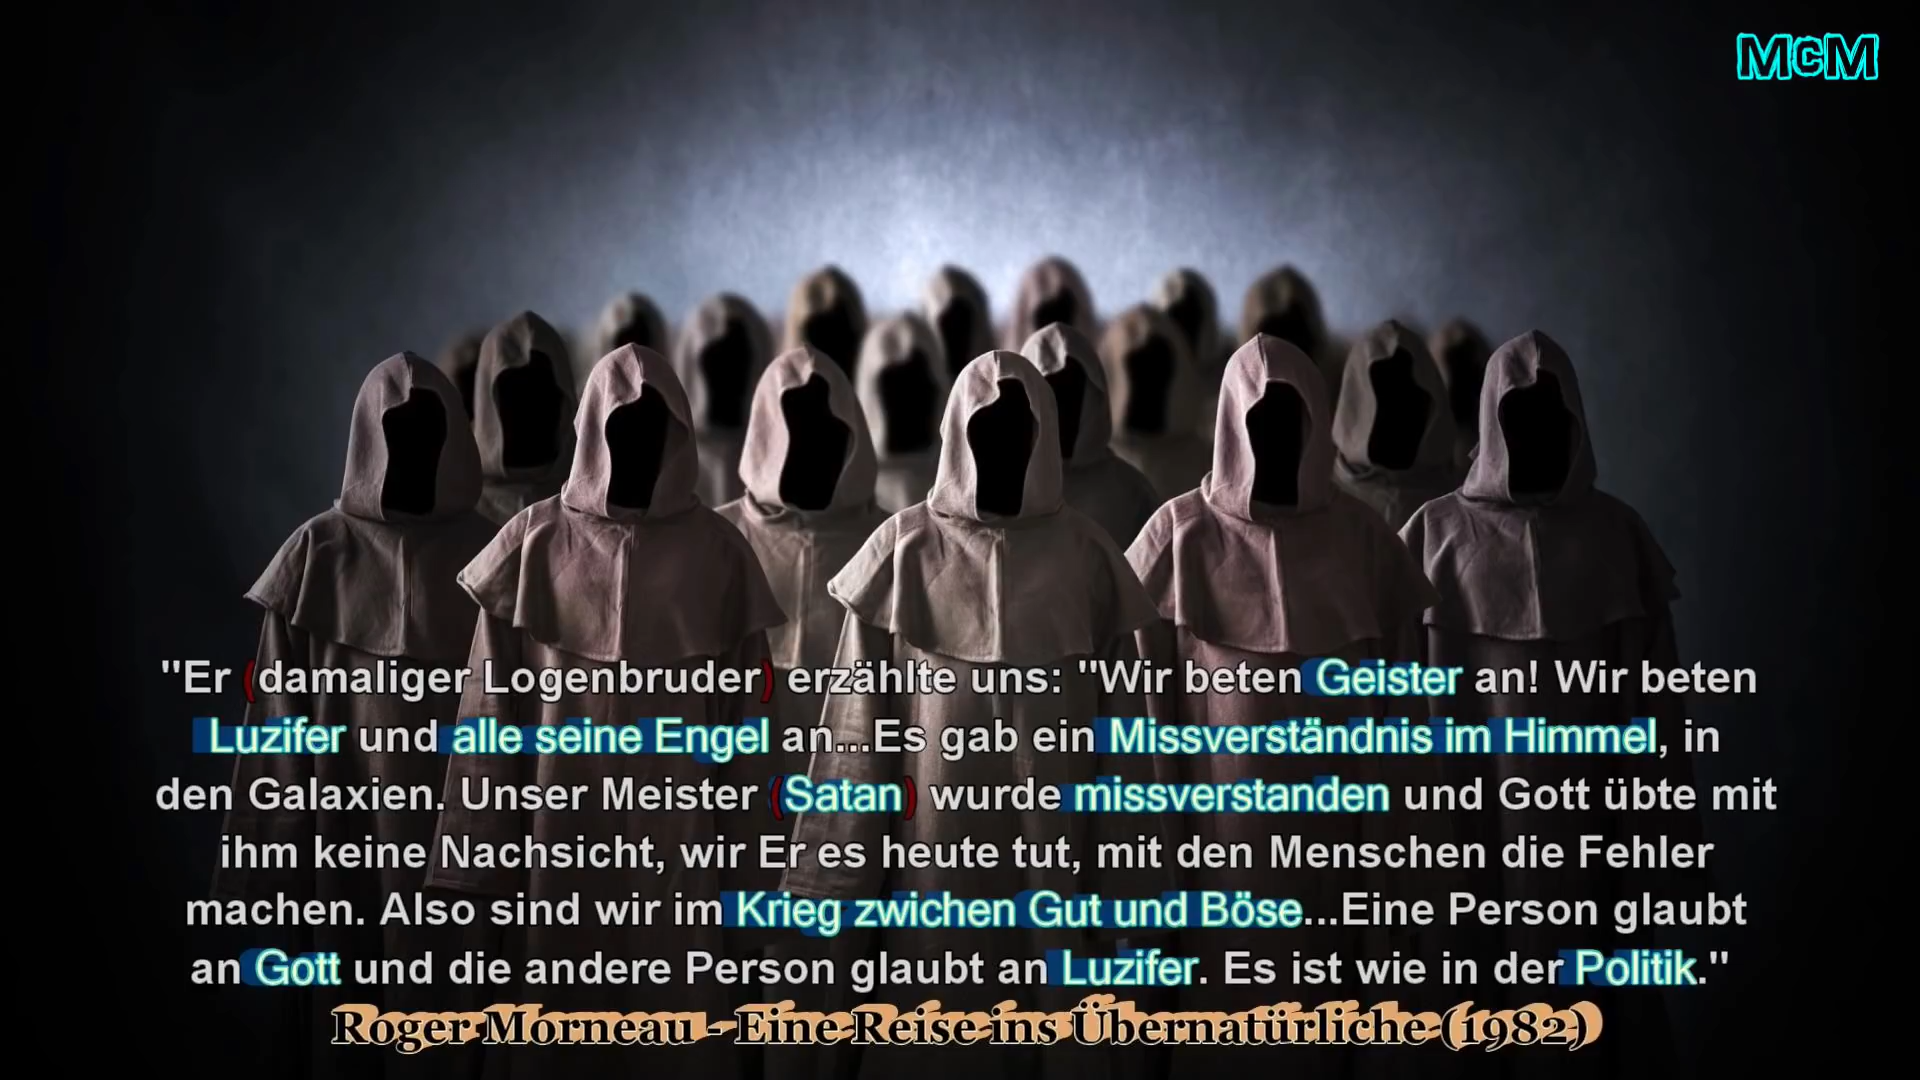 McM
"Er (damaliger Logenbruder) erzählte uns: "Wir beten Geister an! Wir beten
Luzifer und alle seine Engel an...Es gab ein Missverständnis im Himmel, in
den Galaxien. Unser Meister (Satan) wurde missverstanden und Gott übte mit
ihm keine Nachsicht, wir Er es heute tut, mit den Menschen die Fehler
machen. Also sind wir im Krieg zwichen Gut und Böse...Eine Person glaubt
an Gott und die andere Person glaubt an Luzifer. Es ist wie in der Politik."
Roger Morneau - Eine Reise ins Übernatürliche (1982)